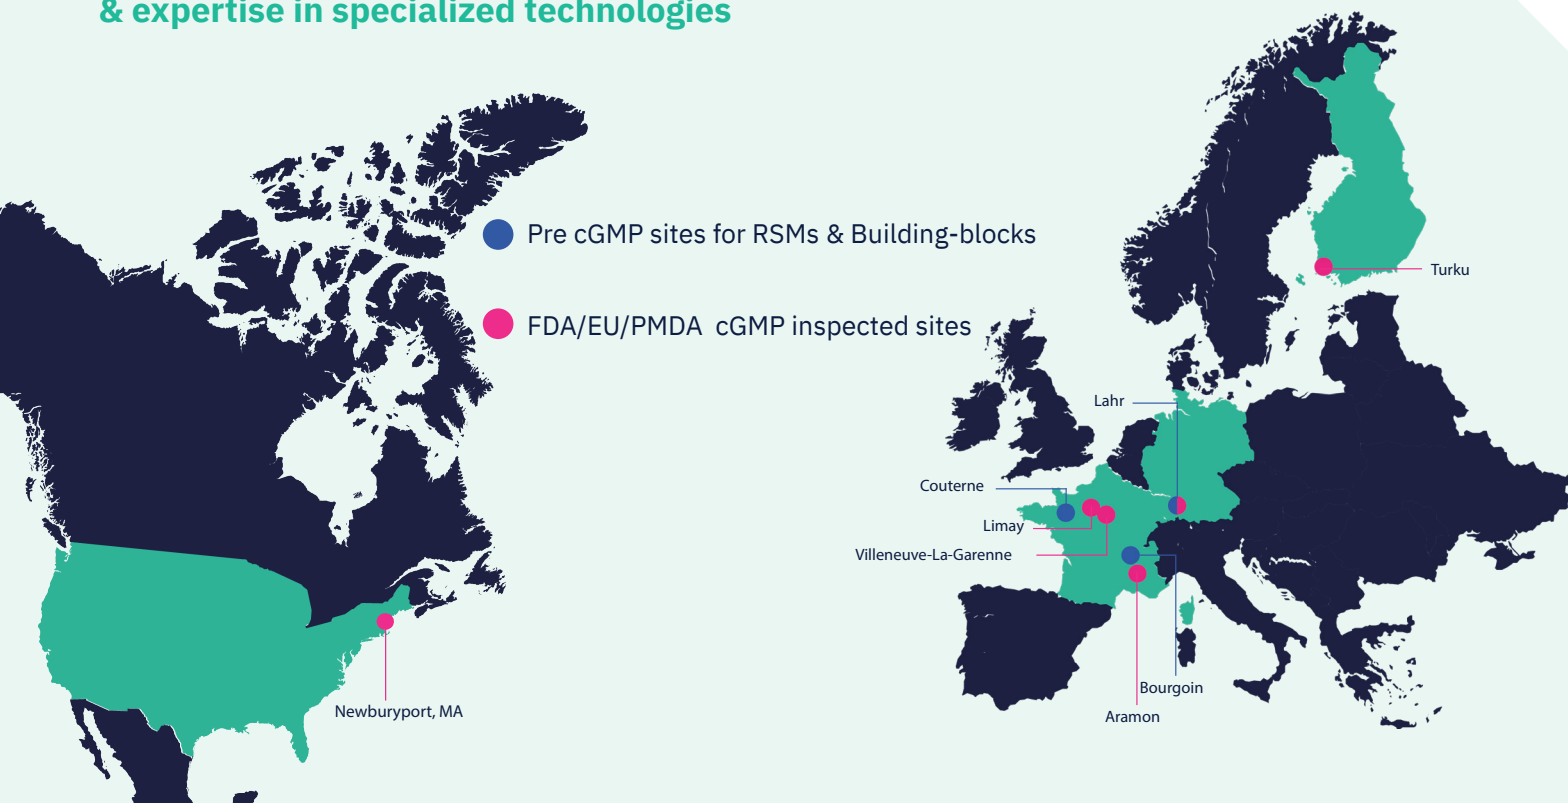 & expertise in specialized technologies
Pre cGMP sites for RSMs & Building-blocks
FDA/EU/PMDA  cGMP inspected sites
Turku
Lahr
Couterne
Limay
Villeneuve-La-Garenne
Bourgoin
Newburyport, MA
Aramon